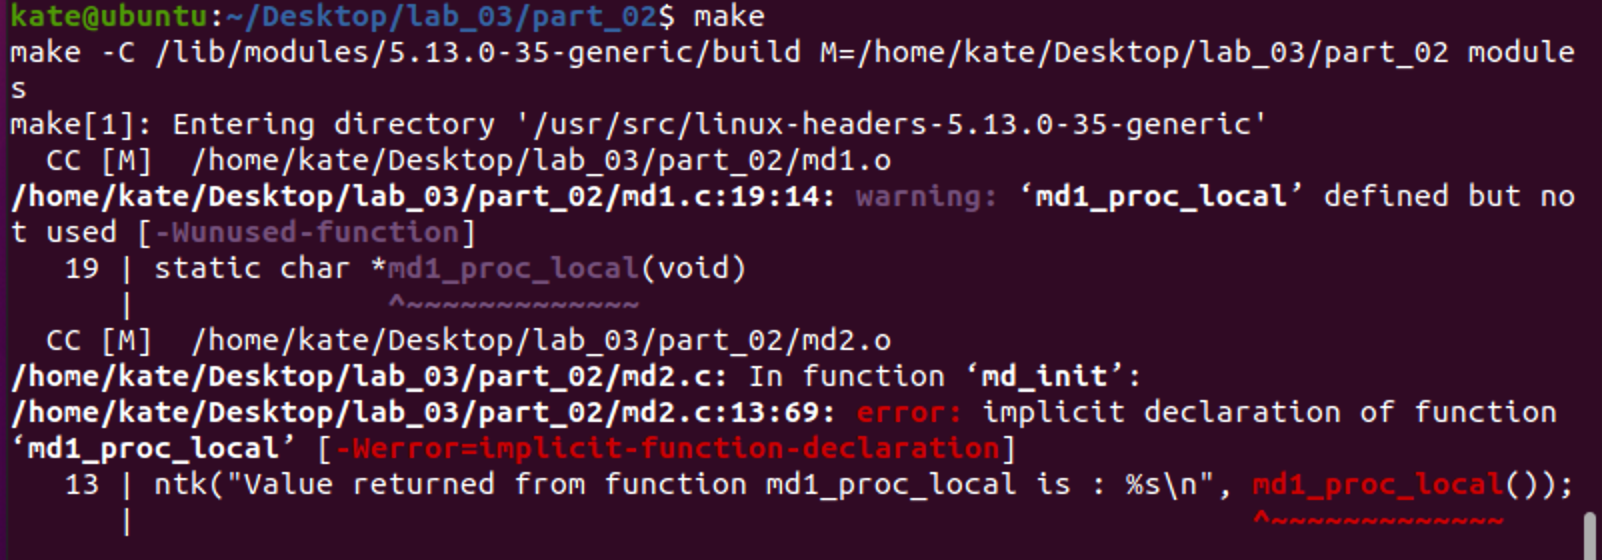 kate@ubuntu:~/Desktop/lab_03/part_02$ make
make -C /lib/modules/5.13.0-35-generic/build M=/home/kate/Desktop/lab_03/part_02 module
s
make[1]: Entering directory '/usr/src/linux-headers-5.13.0-35-generic'
  CC [M]  /home/kate/Desktop/lab_03/part_02/md1.o
/home/kate/Desktop/lab_03/part_02/md1.c:19:14: warning: ‘md1_proc_local’ defined but no
t used [-Wunused-function]
   19 | static char *md1_proc_local(void)
      |              ^~~~~~~~~~~~~~
  CC [M]  /home/kate/Desktop/lab_03/part_02/md2.o
/home/kate/Desktop/lab_03/part_02/md2.c: In function ‘md_init’:
/home/kate/Desktop/lab_03/part_02/md2.c:13:69: error: implicit declaration of function
‘md1_proc_local’ [-Werror=implicit-function-declaration]
   13 | ntk("Value returned from function md1_proc_local is : %s\n", md1_proc_local());
      |                                                              ^~~~~~~~~~~~~~